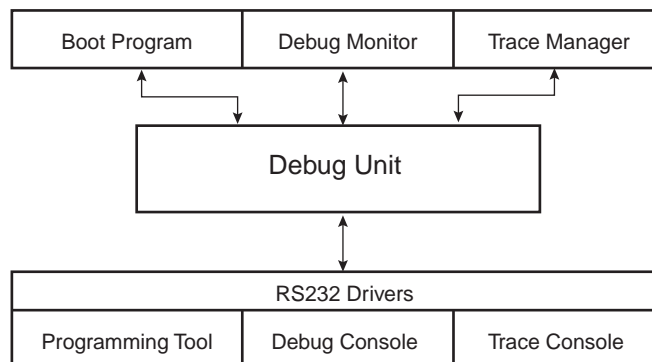 Boot Program
Debug Monitor
Trace Manager
Debug Unit
RS232 Drivers
Programming Tool
Debug Console
Trace Console